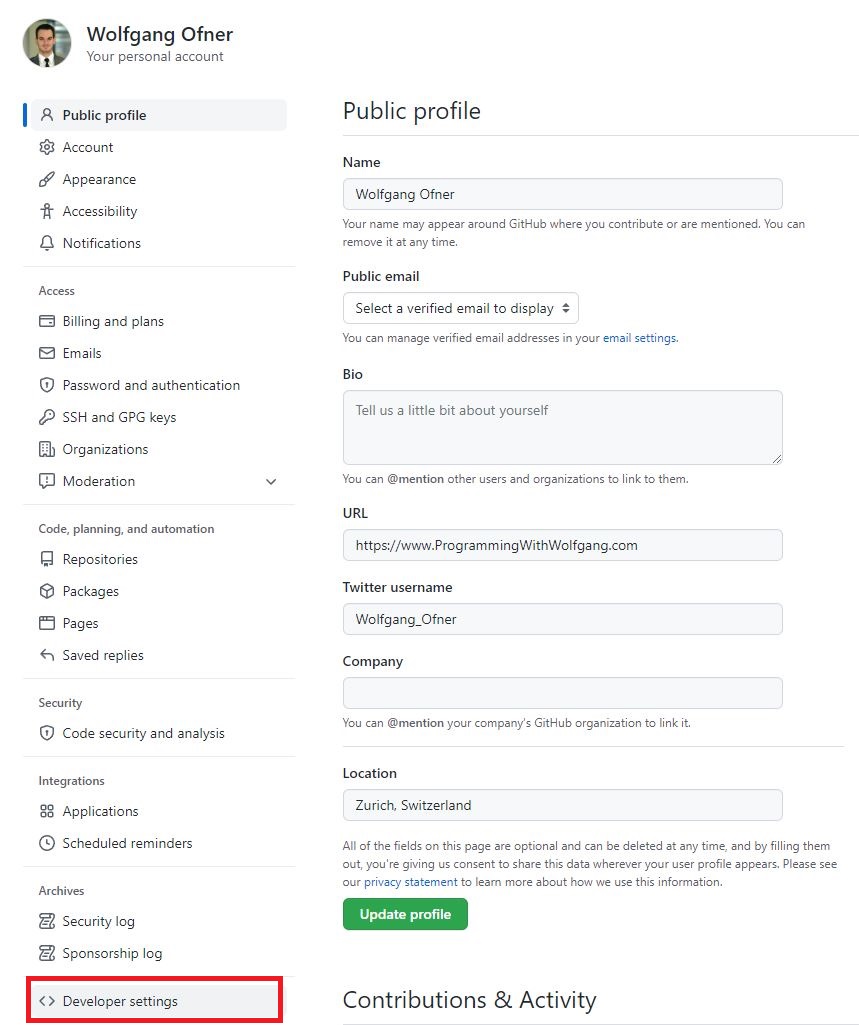 Wolfgang Ofner
Your personal account
Public profile
Account
Appearance
Accessibility
Notifications
Access
Billing and plans
Emails
Password and authentication
SSH and GPG keys
Organizations
Moderation
Code, planning, and automation
Repositories
Packages
Pages
Saved replies
Security
Code security and analysis
Integrations
Applications
Scheduled reminders
Archives
Security log
Sponsorship log
Developer settings
Public profile
Name
Wolfgang Ofner
Your name may appear around GitHub where you contribute or are mentioned. You can
remove it at any time.
Public email
Select a verified email to display
You can manage verified email addresses in your email settings.
Bio
Tell us a little bit about yourself
You can @mention other users and organizations to link to them.
URL
https://www.ProgrammingWithWolfgang.com
Twitter username
Wolfgang_Ofner
Company
You can @mention your company's GitHub organization to link it.
Location
Zurich, Switzerland
All of the fields on this page are optional and can be deleted at any time, and by filling them
out, you're giving us consent to share this data wherever your user profile appears. Please see
our privacy statement to learn more about how we use this information.
Update profile
Contributions & Activity